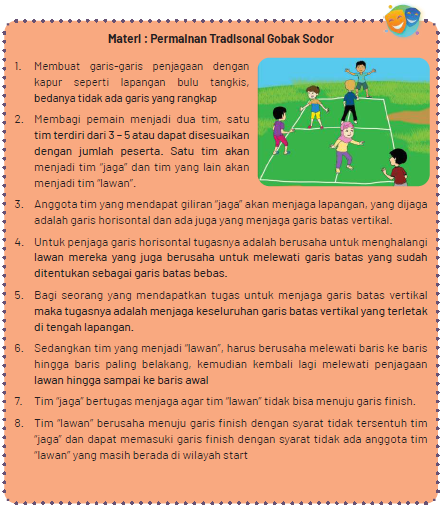 Materi : Permainan Tradisonal Gobak Sodor
1. Membuat garis-garis penjagaan dengan
kapur seperti lapangan bulu tangkis,
bedanya tidak ada garis yang rangkap
2. Membagi pemain menjadi dua tim, satu
tim terdiri dari 3 – 5 atau dapat disesuaikan
dengan jumlah peserta. Satu tim akan
menjadi tim "jaga" dan tim yang lain akan
menjadi tim "lawan".
3. Anggota tim yang mendapat giliran "jaga" akan menjaga lapangan, yang dijaga
adalah garis horisontal dan ada juga yang menjaga garis batas vertikal.
4. Untuk penjaga garis horisontal tugasnya adalah berusaha untuk menghalangi
lawan mereka yang juga berusaha untuk melewati garis batas yang sudah
ditentukan sebagai garis batas bebas.
5. Bagi seorang yang mendapatkan tugas untuk menjaga garis batas vertikal
maka tugasnya adalah menjaga keseluruhan garis batas vertikal yang terletak
di tengah lapangan.
6. Sedangkan tim yang menjadi "lawan", harus berusaha melewati baris ke baris
hingga baris paling belakang, kemudian kembali lagi melewati penjagaan
lawan hingga sampai ke baris awal
7. Tim "jaga" bertugas menjaga agar tim "lawan" tidak bisa menuju garis finish.
8. Tim "lawan" berusaha menuju garis finish dengan syarat tidak tersentuh tim
"jaga" dan dapat memasuki garis finish dengan syarat tidak ada anggota tim
"lawan" yang masih berada di wilayah start